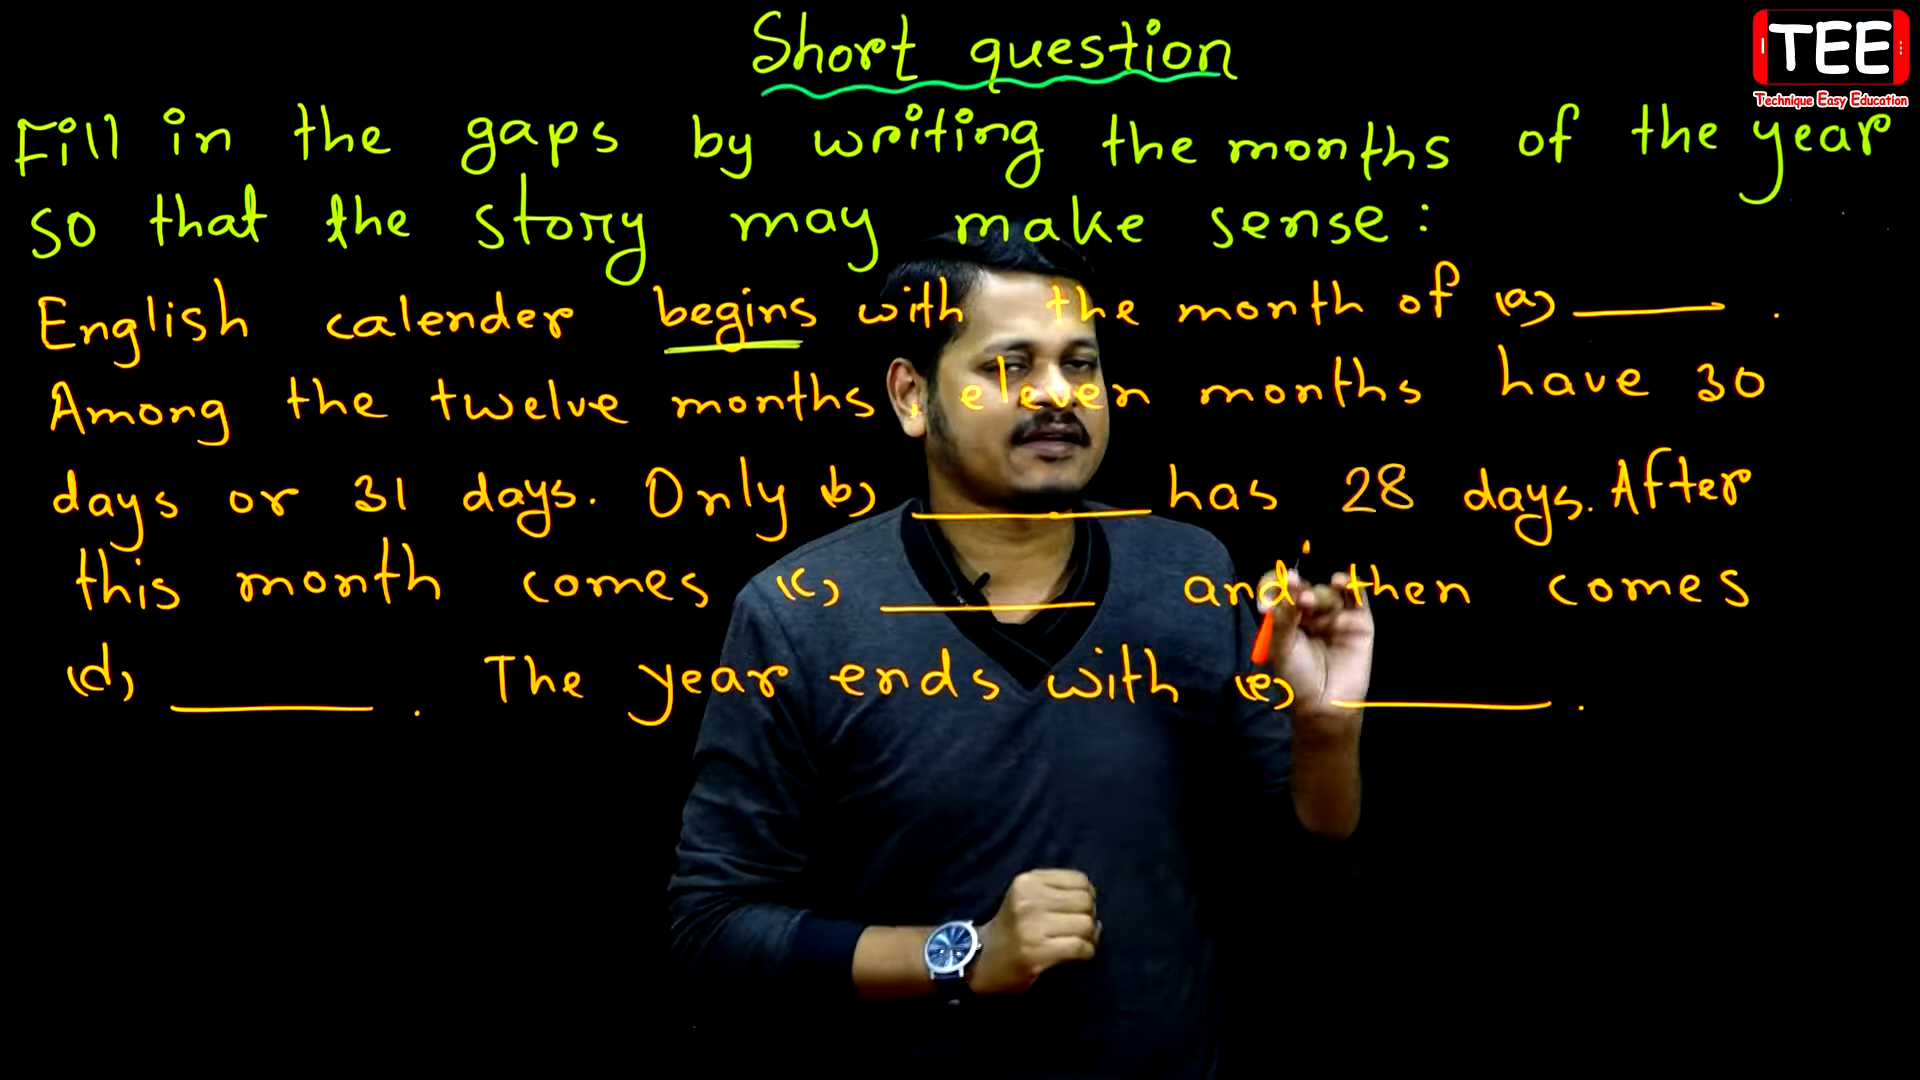 Short question
TEE
Technique Easy Education
Fill in the gaps by writing the months of the year
so that the story may make sense:
English calender begins with the month of (a) ______ .
Among the twelve months, eleven months have 30
days or 31 days. Only (b) ______ has 28 days. After
this month comes (c) ______ and then comes
(d) ______ . The year ends with (e) ______ .